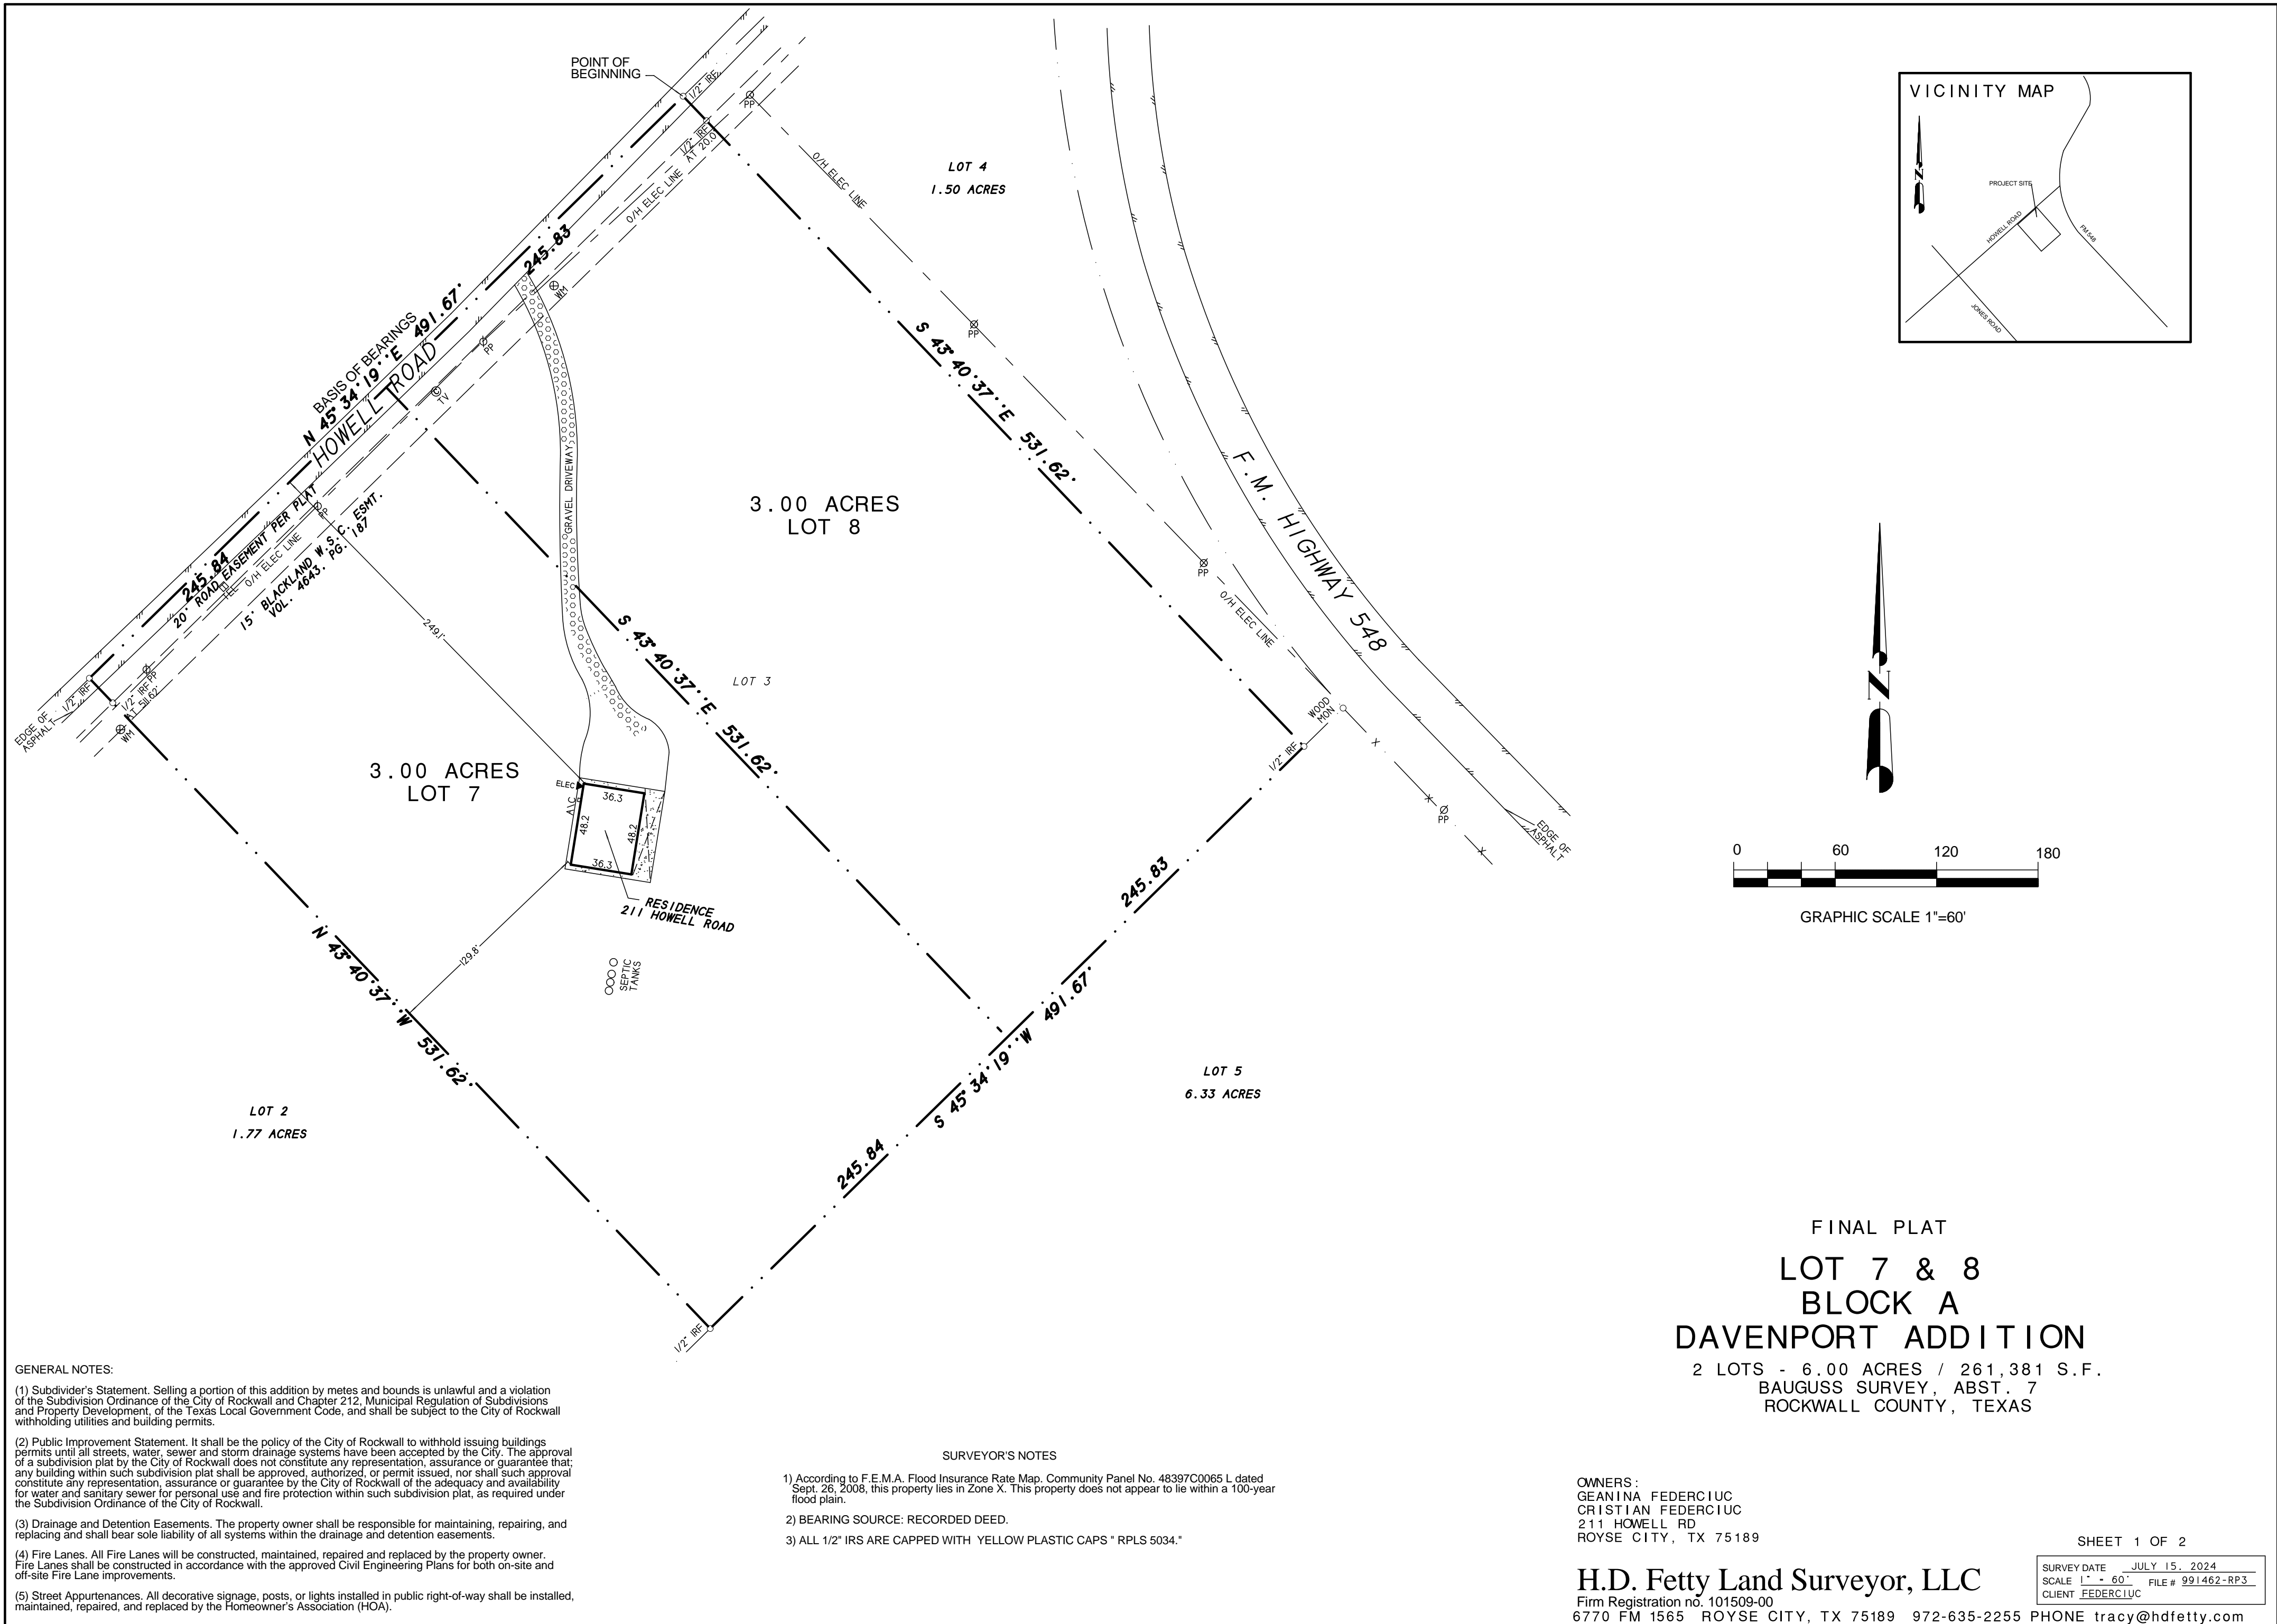 POINT OF
BEGINNING
1/2" IRF
PP
1/2" IRF
AT 20.0'
O/H ELEC LINE
O/H ELEC LINE
LOT 4
1.50 ACRES
VICINITY MAP
N
PROJECT SITE
HOWELL ROAD
FM 548
JONES ROAD
245.83
WM
BASIS OF BEARINGS
N 45° 34' 19'' E 491.67'
HOWELL ROAD
PP
TV
PP
S 43° 40' 37'' E 531.62'
F.M. HIGHWAY 548
GRAVEL DRIVEWAY
3.00 ACRES
LOT 8
PP
PP
O/H ELEC LINE
N
245.84
20' ROAD EASEMENT PER PLAT
TEL
O/H ELEC LINE
15' BLACKLAND W.S.C. ESMT.
VOL. 4643, PG. 187
249.1'
S 43° 40' 37'' E 531.62'
LOT 3
EDGE OF
ASPHALT
1/2" IRF
1/2" IRF
AT 511.62'
PP
WM
WOOD
MON
1/2" IRF
PP
EDGE OF
ASPHALT
3.00 ACRES
LOT 7
ELEC
A/C
36.3
48.2
48.2
36.3
RESIDENCE
211 HOWELL ROAD
129.8'
SEPTIC
TANKS
0 60 120 180
GRAPHIC SCALE 1"=60'
N 43° 40' 37'' W 531.62'
245.83
S 45° 34' 19'' W 491.67'
245.84
LOT 5
6.33 ACRES
LOT 2
1.77 ACRES
1/2" IRF
FINAL PLAT
LOT 7 & 8
BLOCK A
DAVENPORT ADDITION
2 LOTS - 6.00 ACRES / 261,381 S.F.
BAUGUSS SURVEY, ABST. 7
ROCKWALL COUNTY, TEXAS
GENERAL NOTES:
(1) Subdivider's Statement. Selling a portion of this addition by metes and bounds is unlawful and a violation
of the Subdivision Ordinance of the City of Rockwall and Chapter 212, Municipal Regulation of Subdivisions
and Property Development, of the Texas Local Government Code, and shall be subject to the City of Rockwall
withholding utilities and building permits.
(2) Public Improvement Statement. It shall be the policy of the City of Rockwall to withhold issuing buildings
permits until all streets, water, sewer and storm drainage systems have been accepted by the City. The approval
of a subdivision plat by the City of Rockwall does not constitute any representation, assurance or guarantee that;
any building within such subdivision plat shall be approved, authorized, or permit issued, nor shall such approval
constitute any representation, assurance or guarantee by the City of Rockwall of the adequacy and availability
for water and sanitary sewer for personal use and fire protection within such subdivision plat, as required under
the Subdivision Ordinance of the City of Rockwall.
(3) Drainage and Detention Easements. The property owner shall be responsible for maintaining, repairing, and
replacing and shall bear sole liability of all systems within the drainage and detention easements.
(4) Fire Lanes. All Fire Lanes will be constructed, maintained, repaired and replaced by the property owner.
Fire Lanes shall be constructed in accordance with the approved Civil Engineering Plans for both on-site and
off-site Fire Lane improvements.
(5) Street Appurtenances. All decorative signage, posts, or lights installed in public right-of-way shall be installed,
maintained, repaired, and replaced by the Homeowner's Association (HOA).
SURVEYOR'S NOTES
1) According to F.E.M.A. Flood Insurance Rate Map. Community Panel No. 48397C0065 L dated
Sept. 26, 2008, this property lies in Zone X. This property does not appear to lie within a 100-year
flood plain.
2) BEARING SOURCE: RECORDED DEED.
3) ALL 1/2" IRS ARE CAPPED WITH YELLOW PLASTIC CAPS " RPLS 5034."
OWNERS:
GEANINA FEDERCIUC
CRISTIAN FEDERCIUC
211 HOWELL RD
ROYSE CITY, TX 75189
H.D. Fetty Land Surveyor, LLC
Firm Registration no. 101509-00
6770 FM 1565 ROYSE CITY, TX 75189 972-635-2255 PHONE tracy@hdfetty.com
SHEET 1 OF 2
SURVEY DATE JULY 15, 2024
SCALE 1" = 60' FILE # 991462-RP3
CLIENT FEDERCIUC